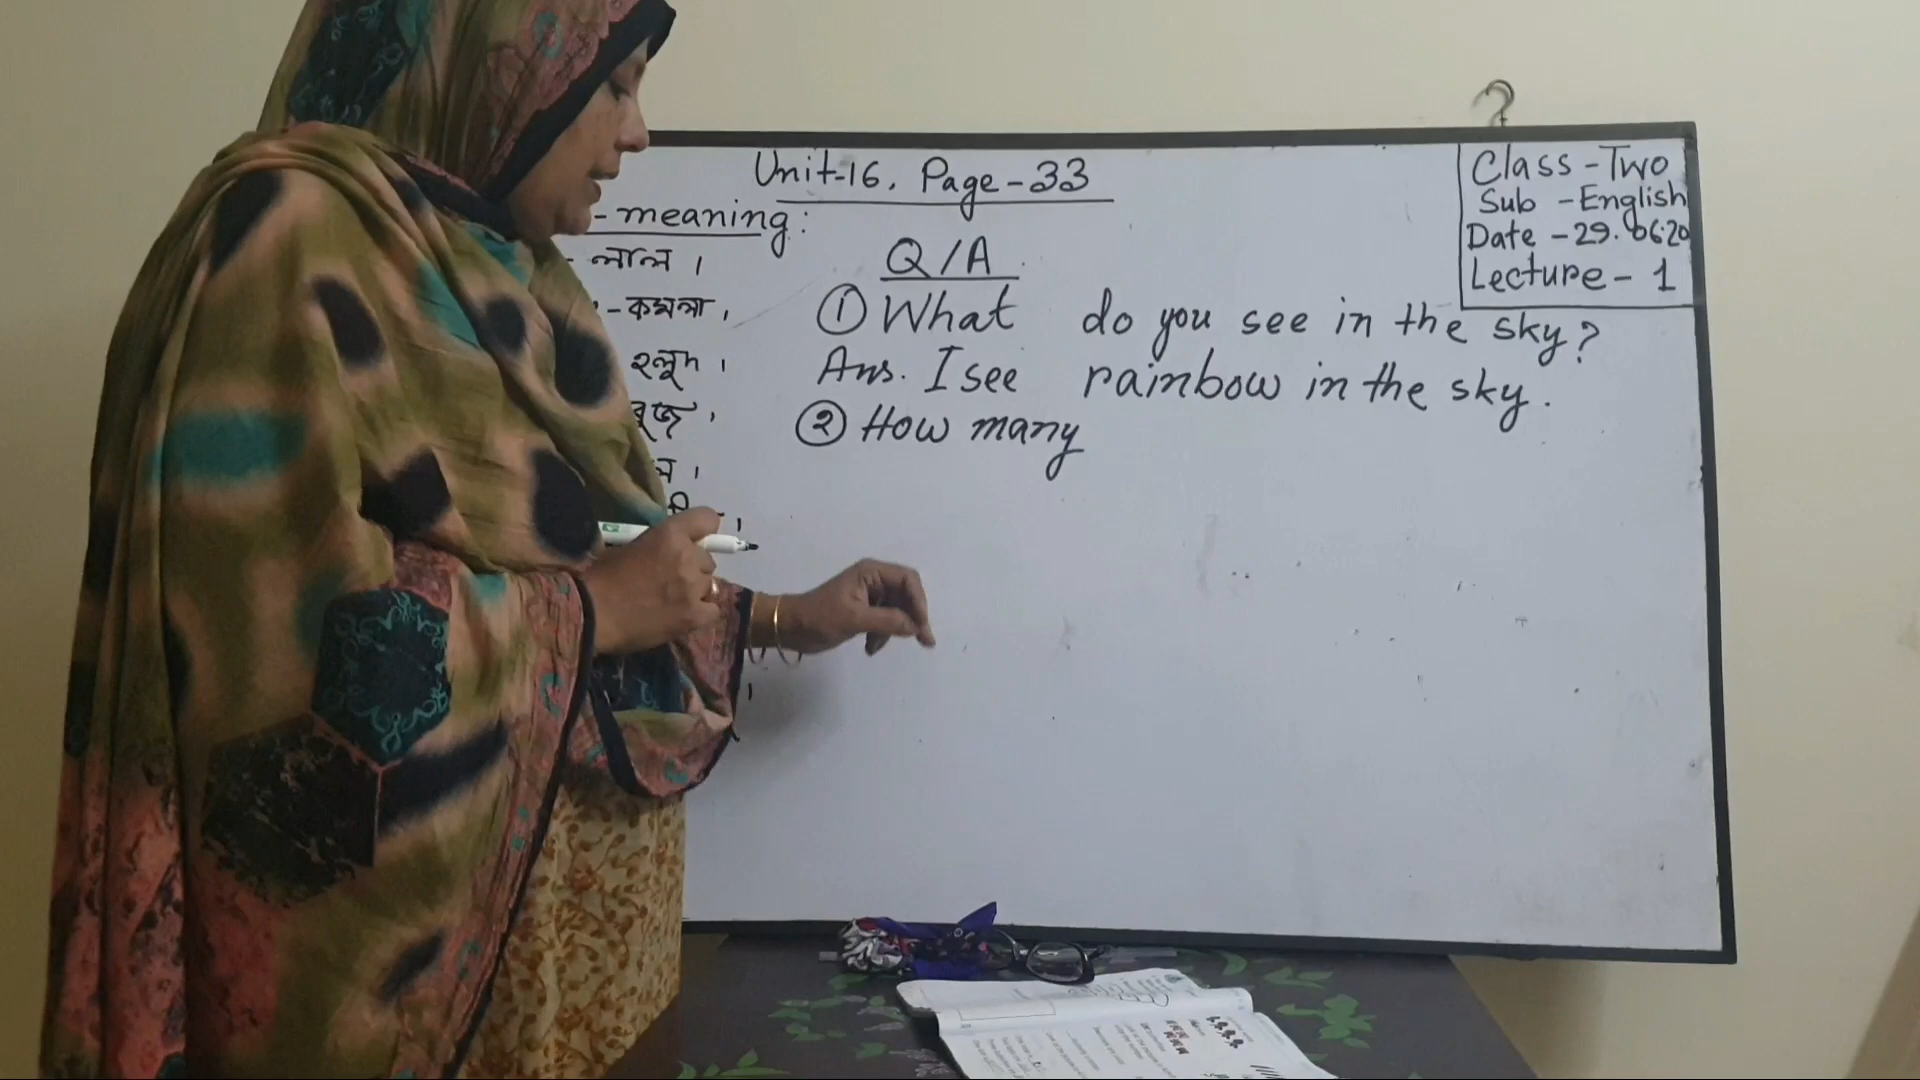 Unit-16. Page-33
Class - Two
Sub - English
Date - 29.06.20
Lecture - 1
- meaning:
- লাল।
- কমলা,
হলুদ।
Q/A
① What do you see in the sky?
Ans. I see rainbow in the sky.
② How many